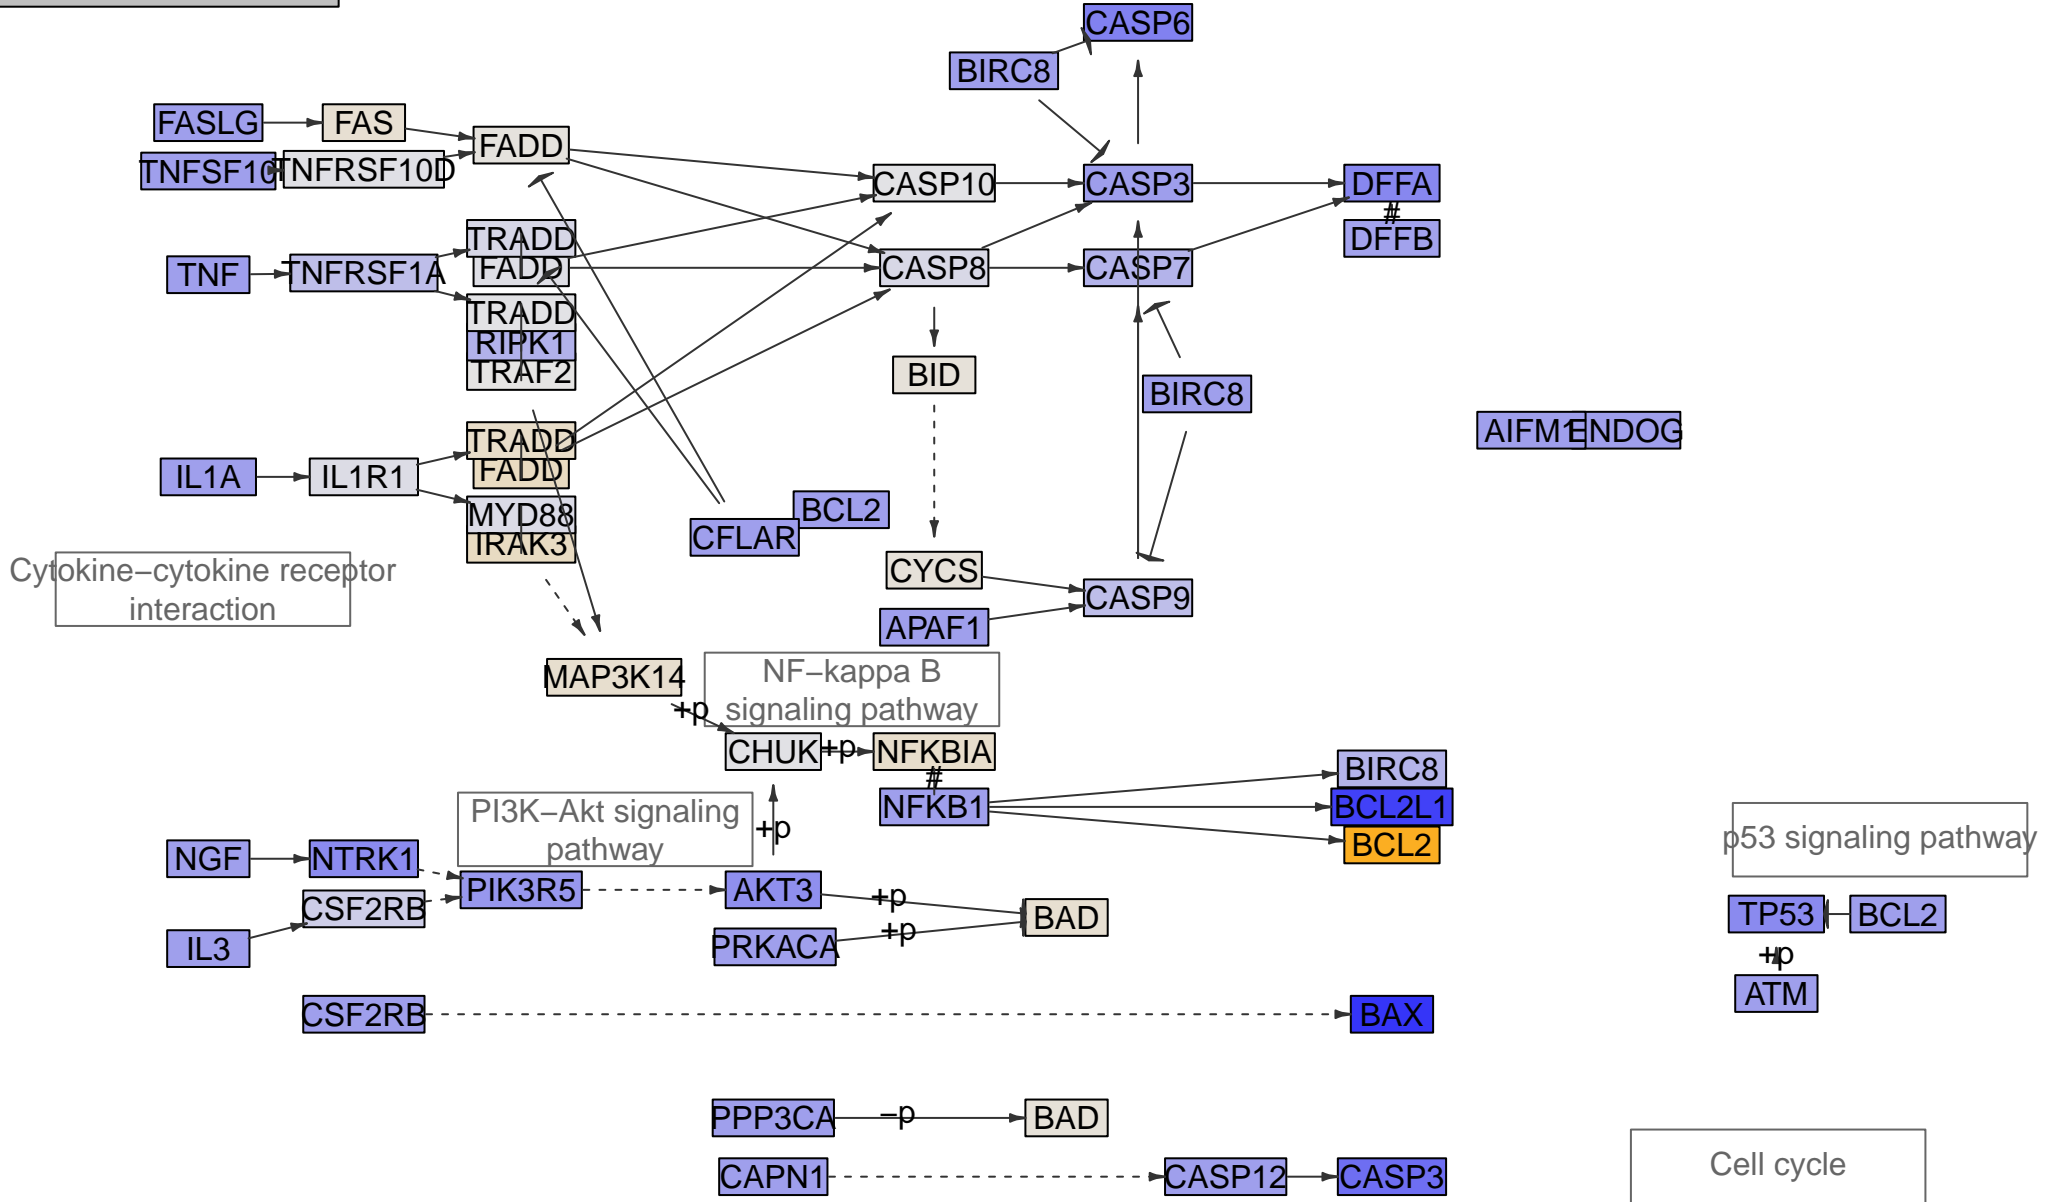 CASP6
BIRC8
FASLG
FAS
FADD
TNFSF10
TNFRSF10D
CASP10
CASP3
DFFA
#
DFFB
TRADD
FADD
TNF
TNFRSF1A
CASP8
CASP7
TRADD
RIPK1
TRAF2
BID
BIRC8
TRADD
FADD
AIFM1
ENDOG
IL1A
IL1R1
MYD88
IRAK3
BCL2
CFLAR
Cytokine–cytokine receptor
interaction
CYCS
CASP9
APAF1
MAP3K14
NF–kappa B
signaling pathway
+p
CHUK
+p
NFKBIA
#
NFKB1
BIRC8
BCL2L1
BCL2
PI3K–Akt signaling
pathway
+p
p53 signaling pathway
NGF
NTRK1
PIK3R5
AKT3
+p
CSF2RB
BAD
TP53
BCL2
IL3
PRKACA
+p
+p
ATM
CSF2RB
BAX
PPP3CA
–p
BAD
CAPN1
CASP12
CASP3
Cell cycle